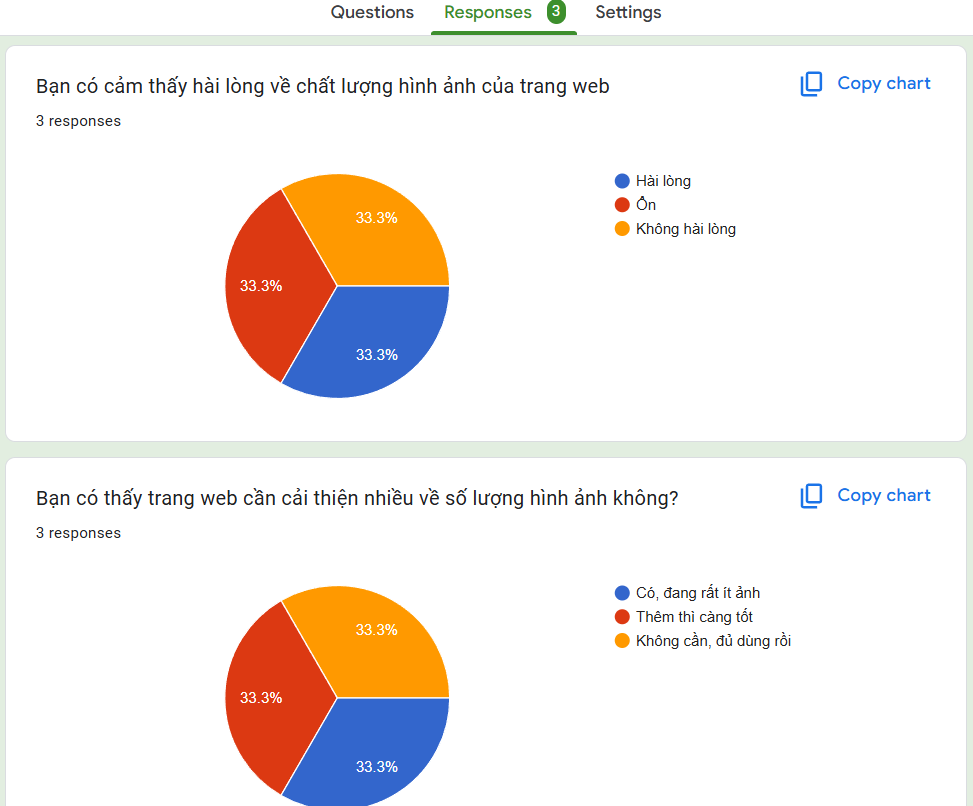 Questions Responses 3 Settings
Bạn có cảm thấy hài lòng về chất lượng hình ảnh của trang web
Copy chart
3 responses
33.3%
33.3%
33.3%
Hài lòng
Ổn
Không hài lòng
Bạn có thấy trang web cần cải thiện nhiều về số lượng hình ảnh không?
Copy chart
3 responses
33.3%
33.3%
33.3%
Có, đang rất ít ảnh
Thêm thì càng tốt
Không cần, đủ dùng rồi